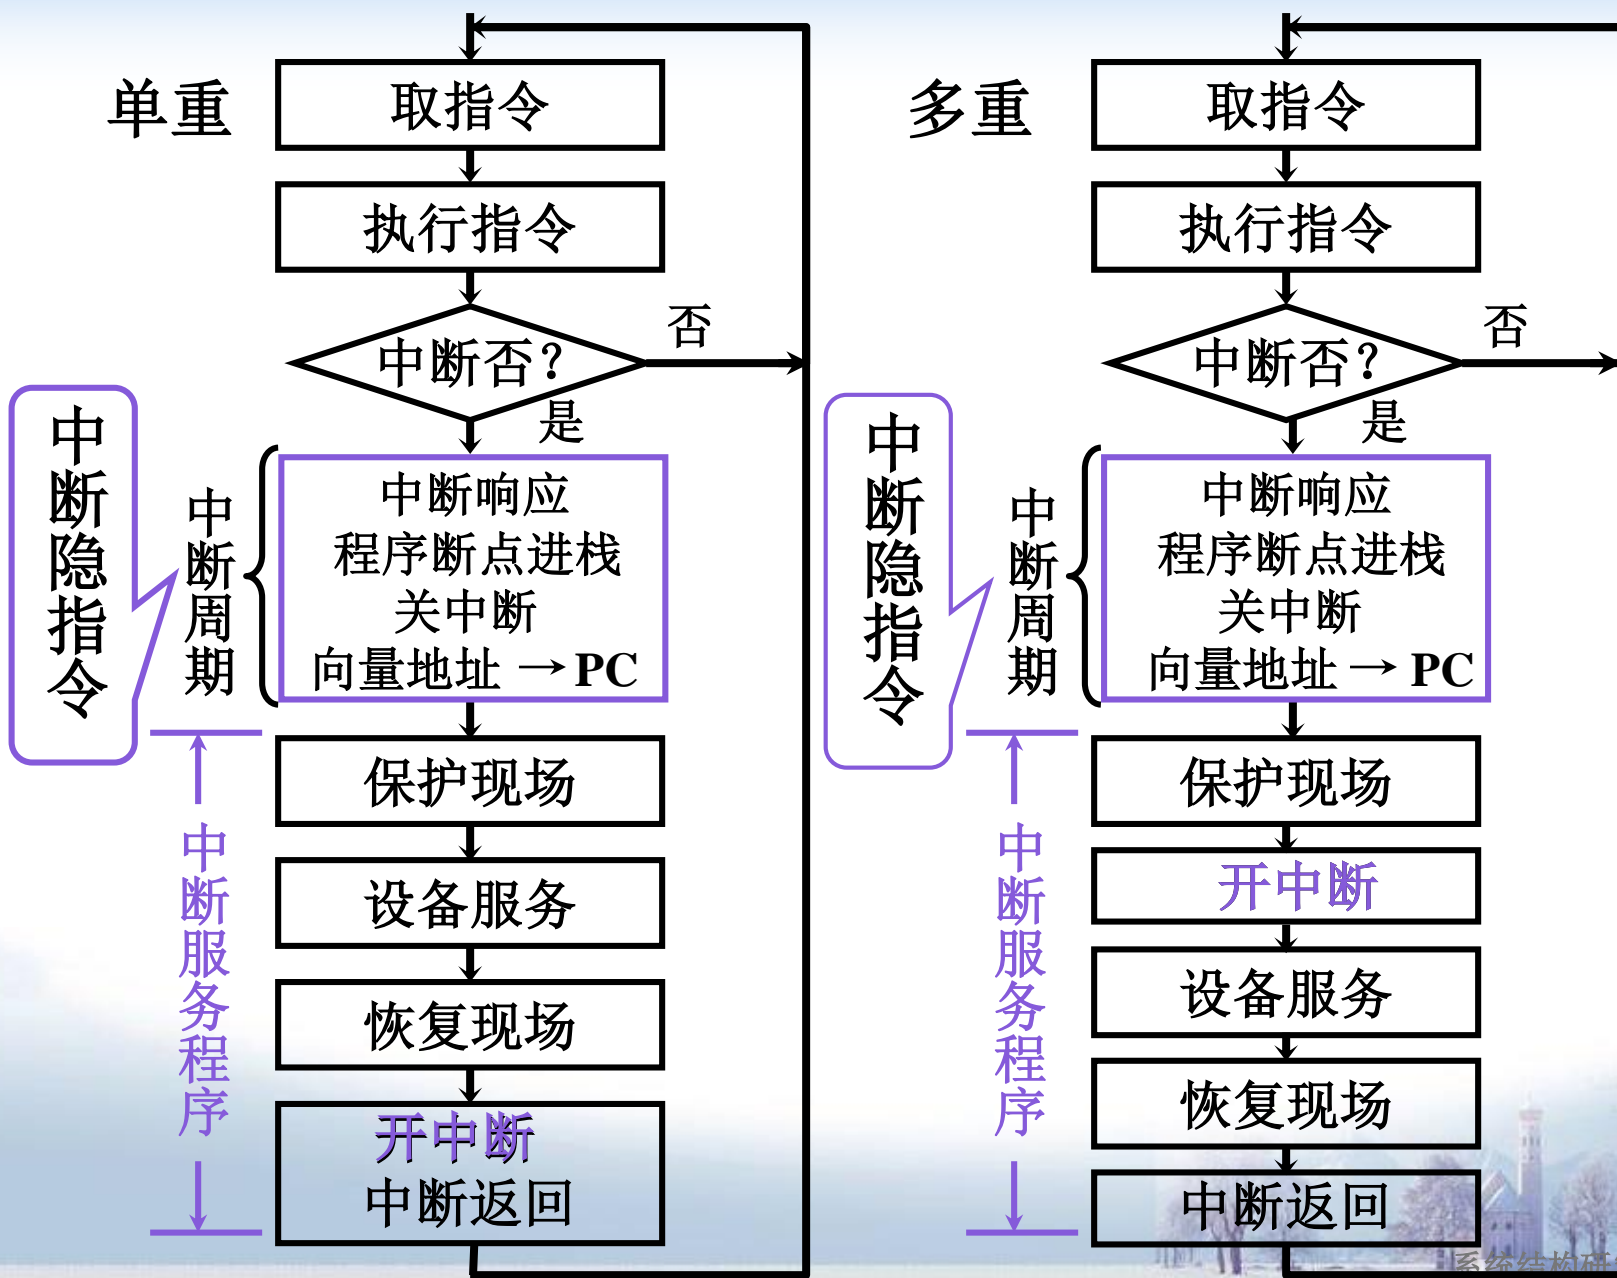 单重
取指令
执行指令
中断否?
否
是
中断隐指令
中断周期
中断响应
程序断点进栈
关中断
向量地址 → PC
中断服务程序
保护现场
设备服务
恢复现场
开中断
中断返回
多重
取指令
执行指令
中断否?
否
是
中断隐指令
中断周期
中断响应
程序断点进栈
关中断
向量地址 → PC
中断服务程序
保护现场
开中断
设备服务
恢复现场
中断返回
系统结构研